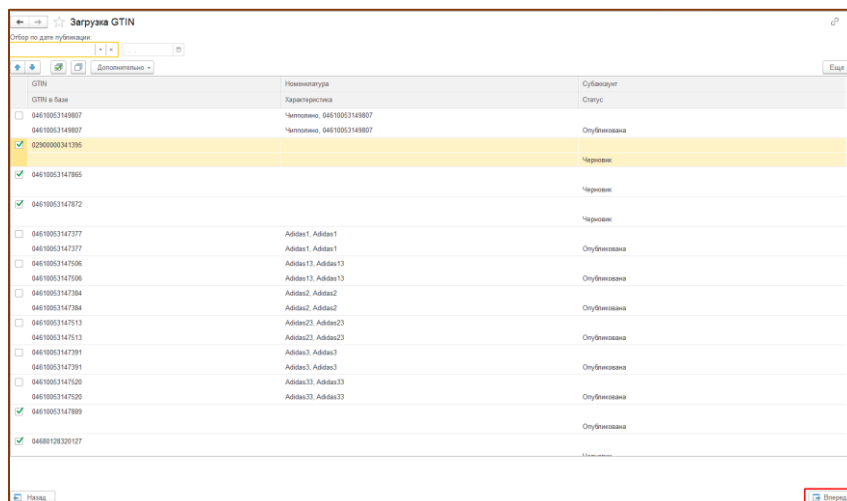 Загрузка GTIN
Отбор по дате публикации:
Дополнительно
Еще
GTIN Номенклатура Субаккаунт
GTIN в базе Характеристика Статус
04610053149807 Чипполино, 04610053149807
04610053149807 Чипполино, 04610053149807 Опубликована
02900000341395
Черновик
04610053147865
Черновик
04610053147872
Черновик
04610053147377 Adidas1, Adidas1
04610053147377 Adidas1, Adidas1 Опубликована
04610053147506 Adidas13, Adidas13
04610053147506 Adidas13, Adidas13 Опубликована
04610053147384 Adidas2, Adidas2
04610053147384 Adidas2, Adidas2 Опубликована
04610053147513 Adidas23, Adidas23
04610053147513 Adidas23, Adidas23 Опубликована
04610053147391 Adidas3, Adidas3
04610053147391 Adidas3, Adidas3 Опубликована
04610053147520 Adidas33, Adidas33
04610053147520 Adidas33, Adidas33 Опубликована
04610053147889
Опубликована
04680128320127
Назад
Вперед